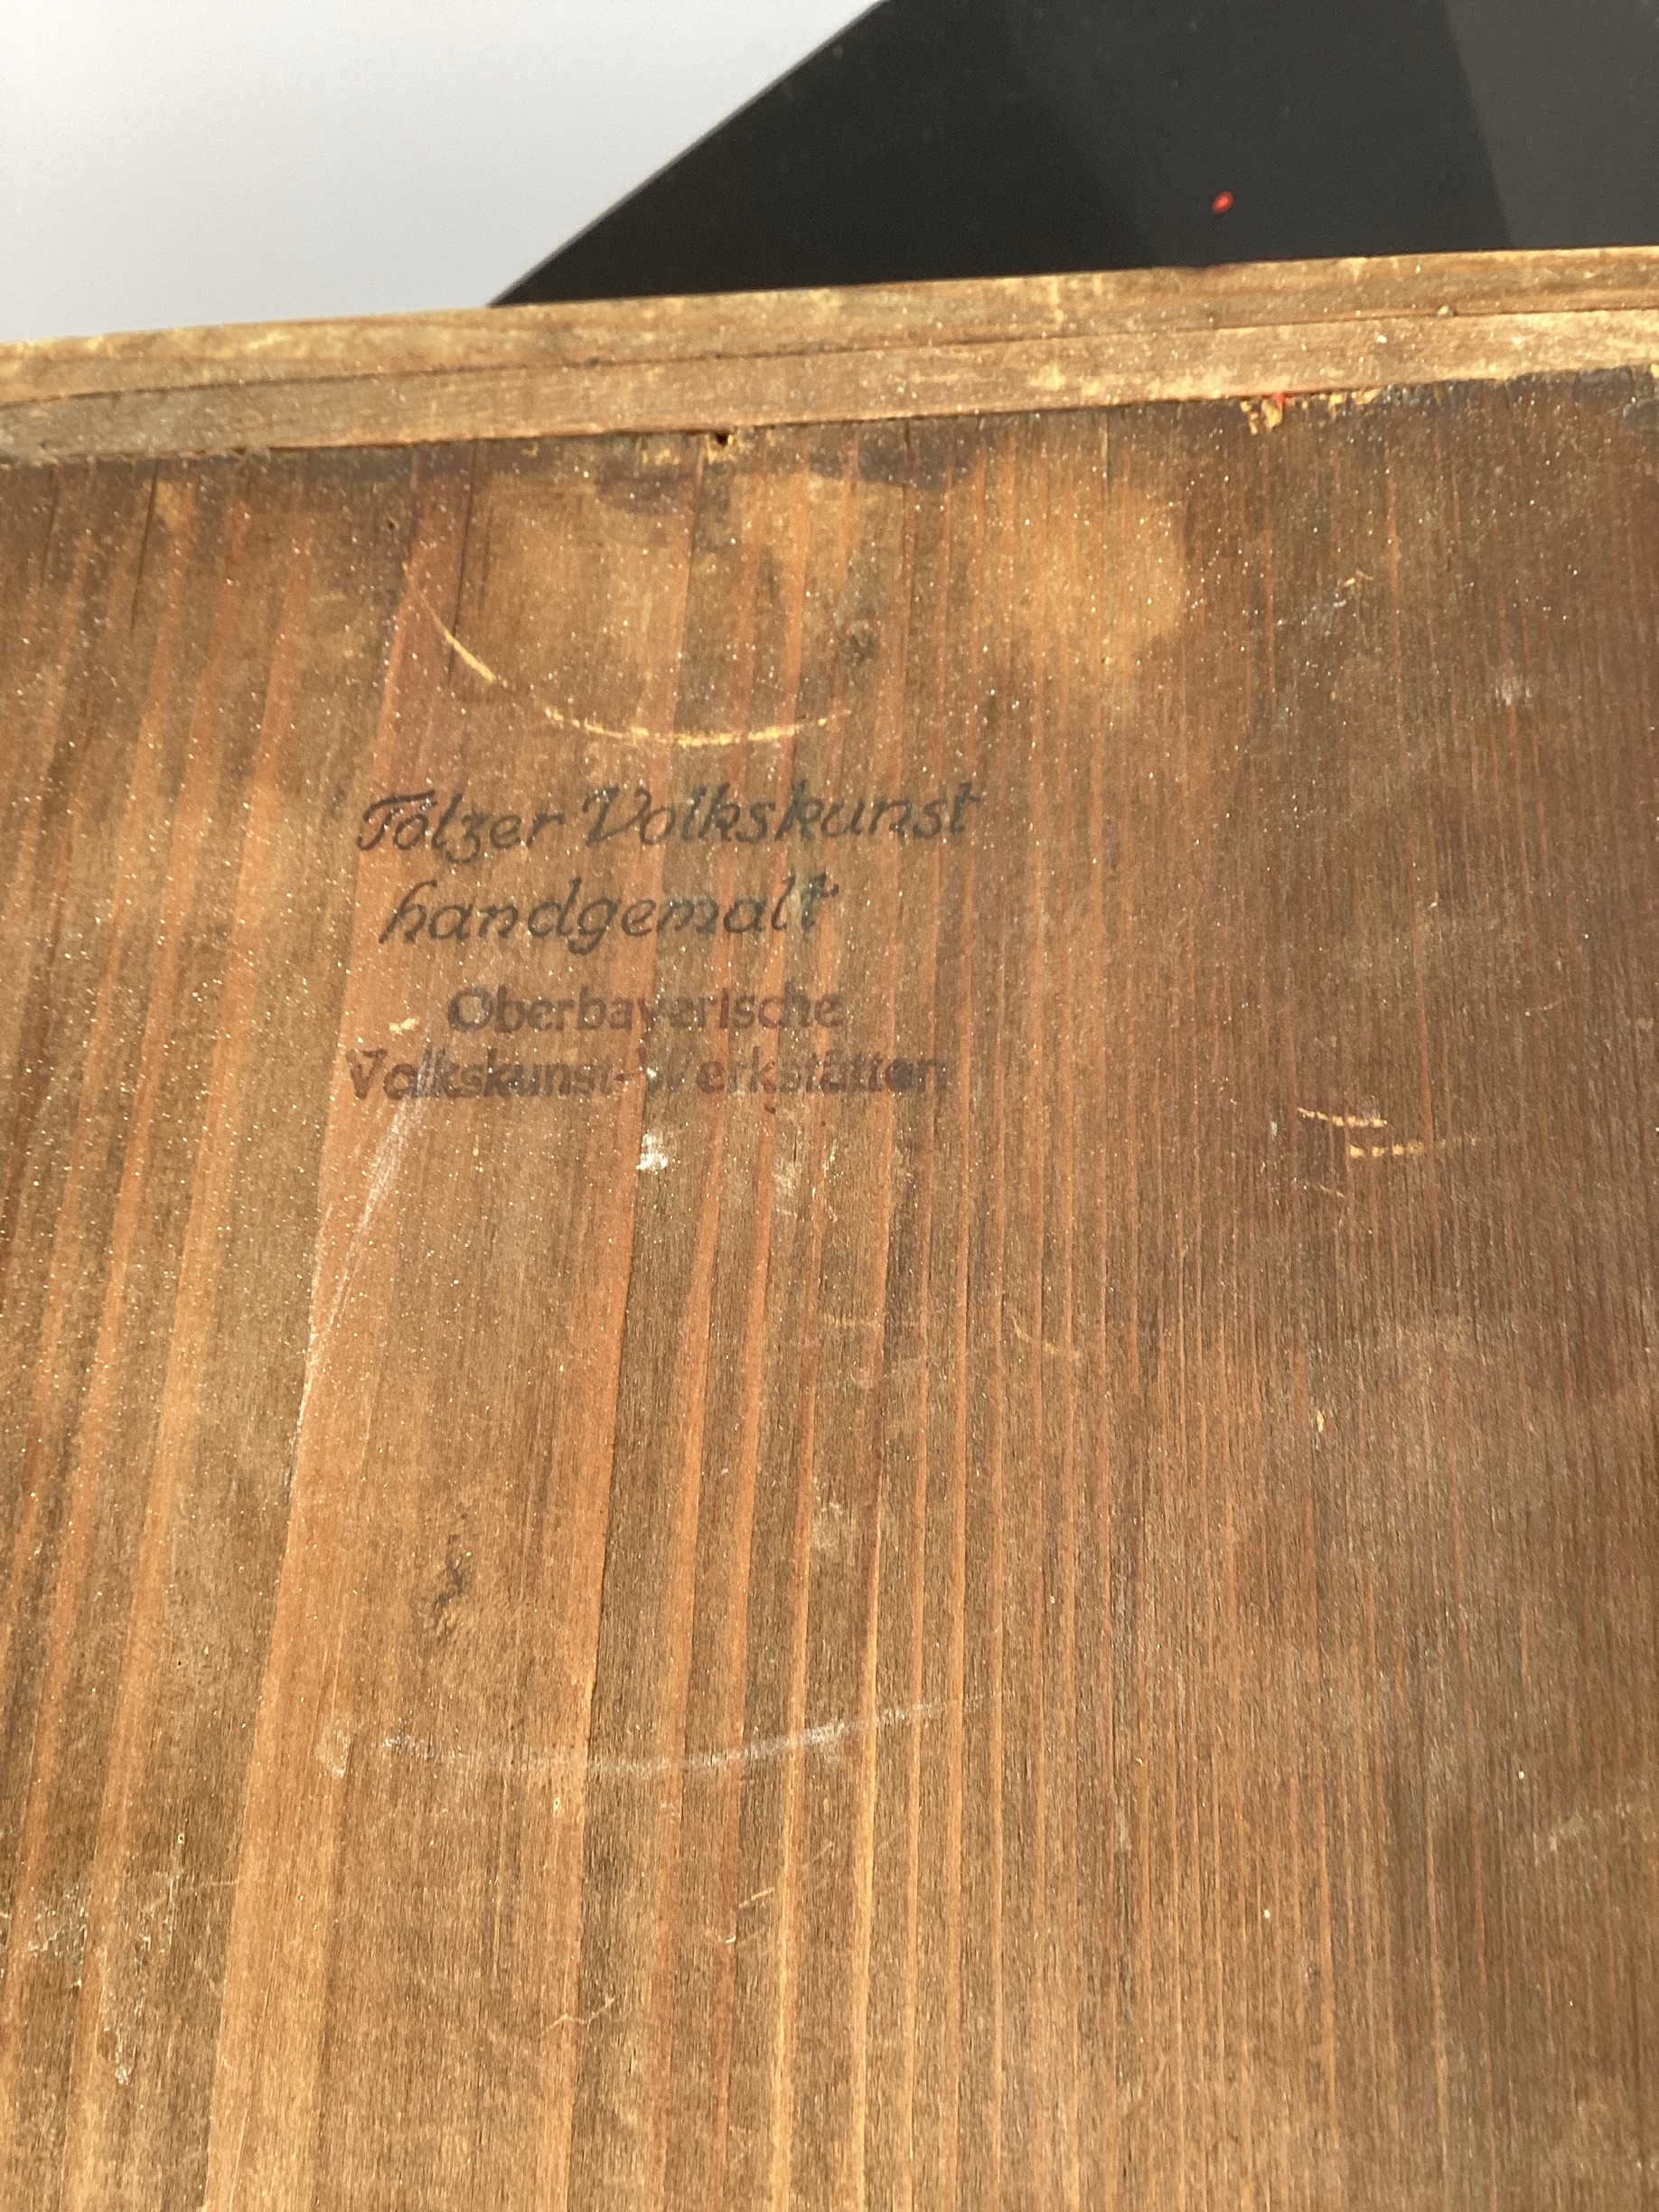 Tölzer Volkskunst
handgemalt
Oberbayerische
Volkskunst-Werkstätten